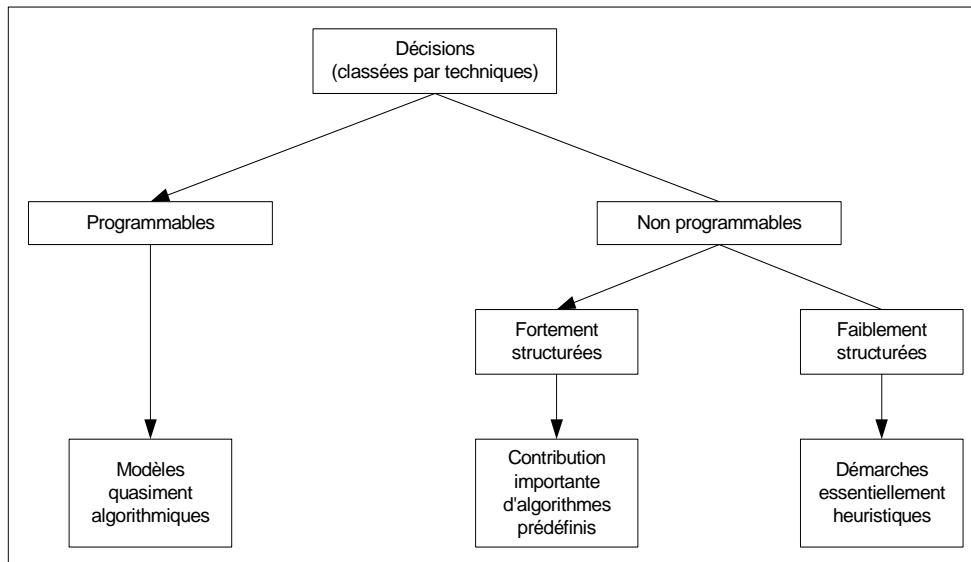 Décisions
(classées par techniques)
Programmables
Non programmables
Fortement
structurées
Faiblement
structurées
Modèles
quasiment
algorithmiques
Contribution
importante
d'algorithmes
prédéfinis
Démarches
essentiellement
heuristiques